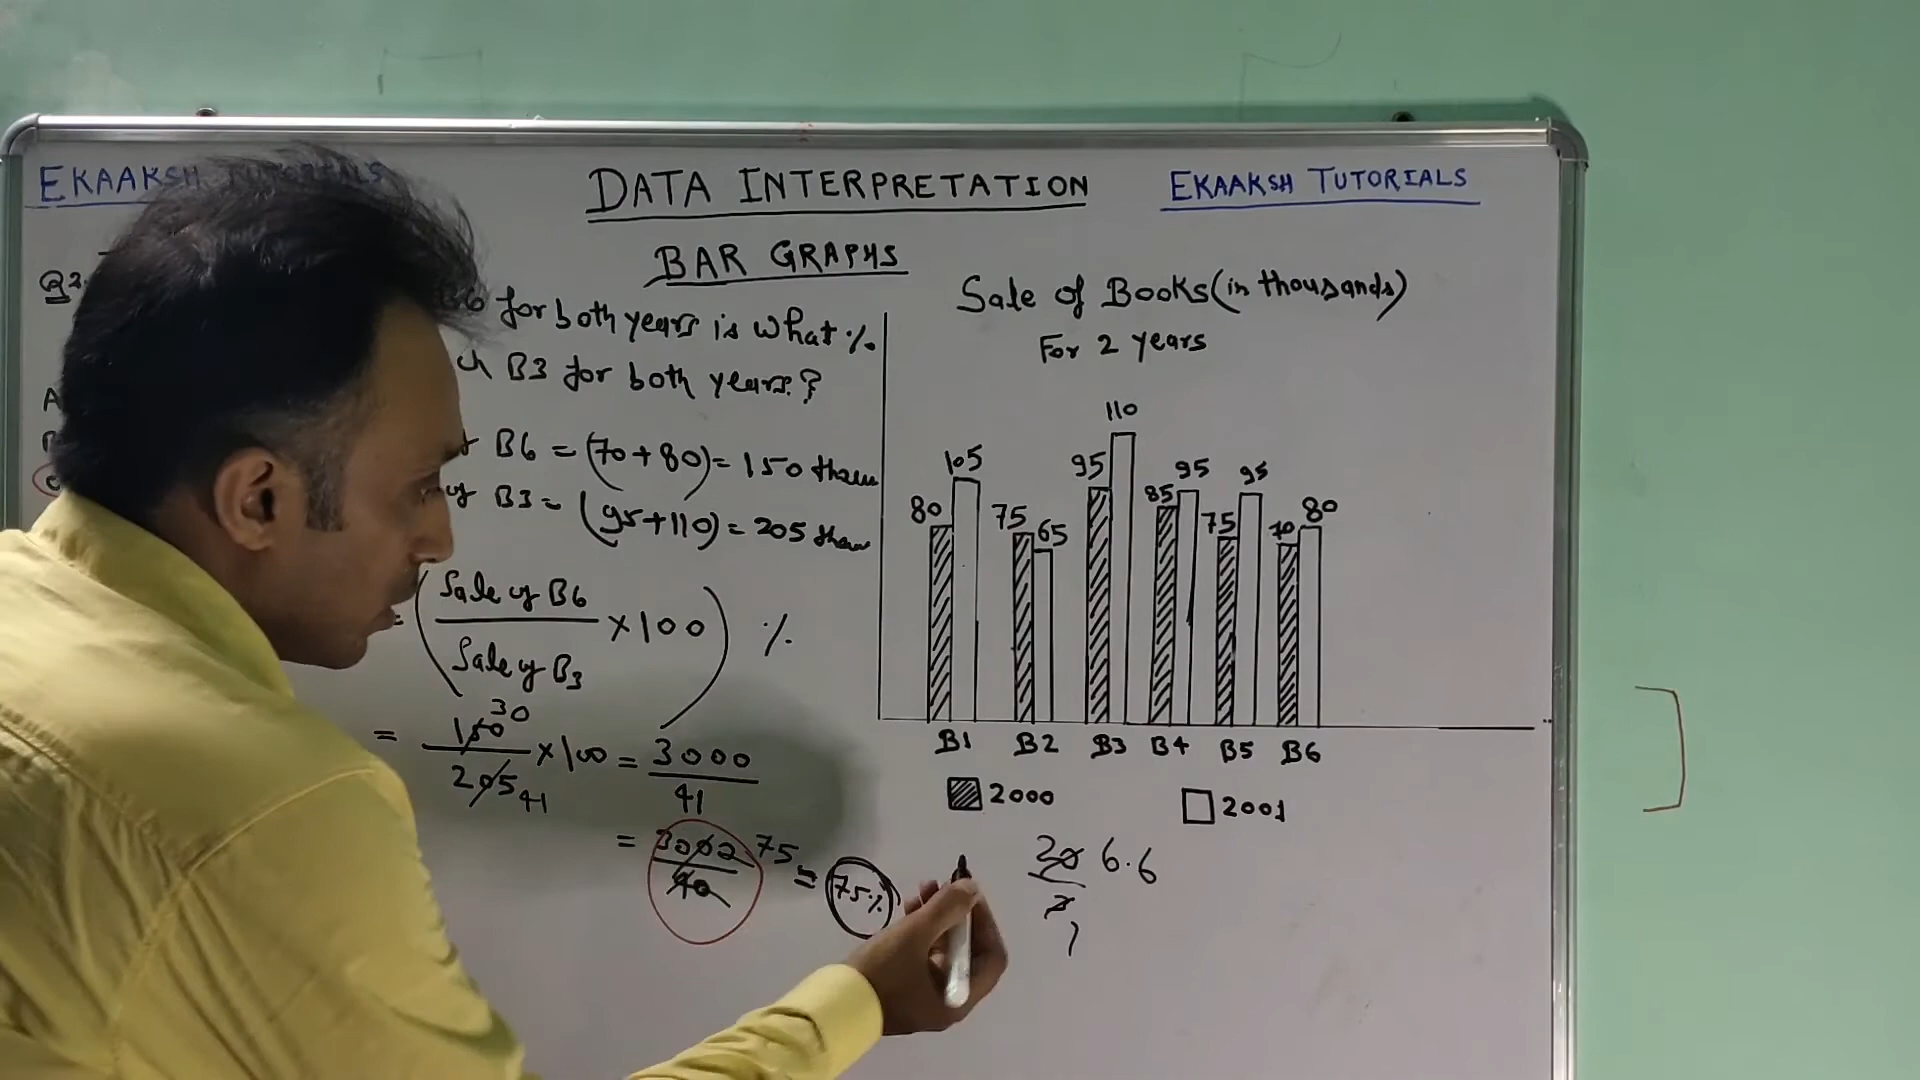 EKAAKSH TUTORIALS
DATA INTERPRETATION
EKAAKSH TUTORIALS
BAR GRAPHS
Q2.
B6 for both years is what %
B3 for both years?
A
B6 = (70+80) = 150
of B3 = (95+110) = 205
= (Sale of B6 / Sale of B3 × 100) %
30
= 150 / 205 41 × 100 = 3000 / 41
= 3000 / 40 75 = 75%
Sale of Books (in thousands)
For 2 years
110
105
95
95
95
80
75
65
85
75
70
80
B1 B2 B3 B4 B5 B6
2000
2001
20 6.6
3
1